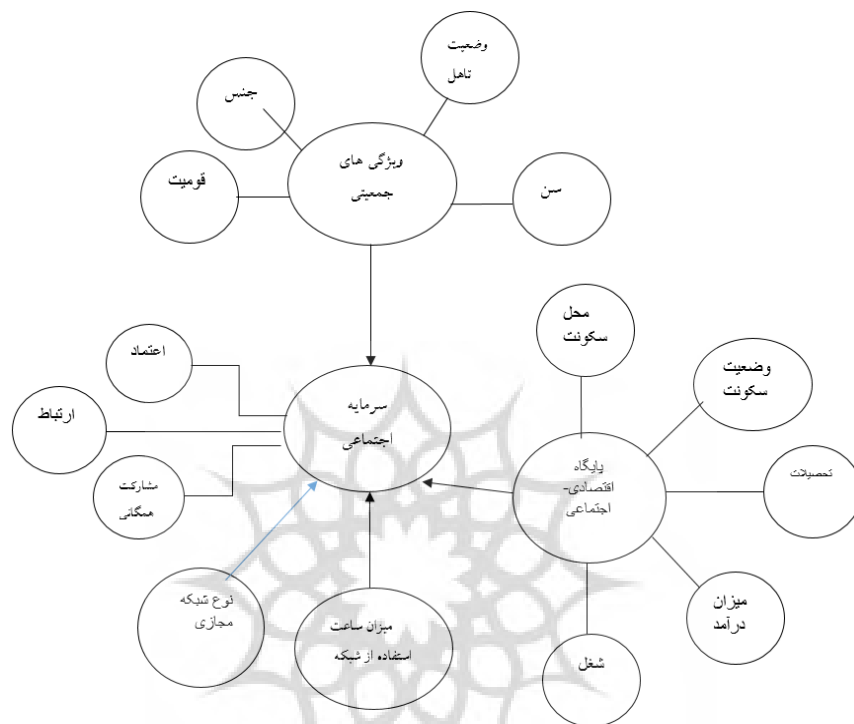 وضعیت
تاهل
جنس
ویژگی های
جمعیتی
قومیت
سن
محل
سکونت
اعتماد
وضعیت
سکونت
سرمایه
اجتماعی
ارتباط
پایگاه
اقتصادی-
اجتماعی
تحصیلات
مشارکت
همگانی
نوع شبکه
مجازی
میزان ساعت
استفاده از شبکه
میزان
درآمد
شغل